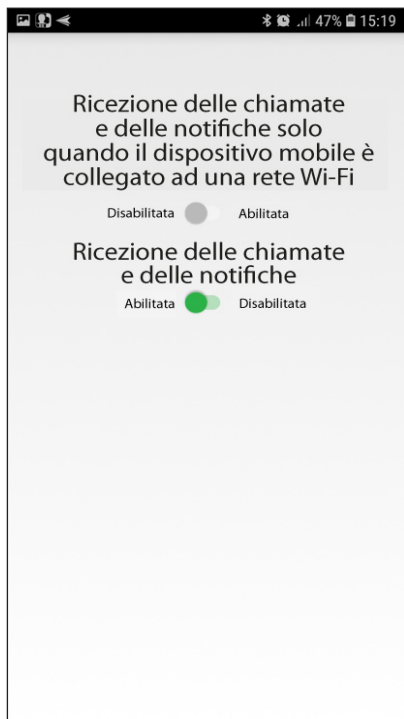 47% 15:19
Ricezione delle chiamate
e delle notifiche solo
quando il dispositivo mobile è
collegato ad una rete Wi-Fi
Disabilitata Abilitata
Ricezione delle chiamate
e delle notifiche
Abilitata Disabilitata